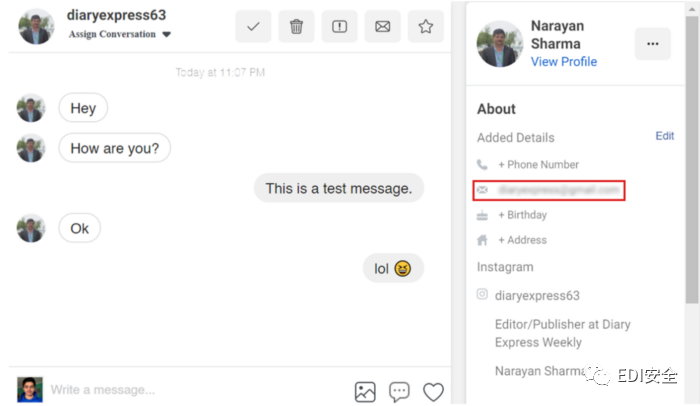 diaryexpress63
Assign Conversation
Today at 11:07 PM
Hey
How are you?
This is a test message.
Ok
lol 😆
Write a message...
Narayan
Sharma
View Profile
...
About
Added Details
Edit
+ Phone Number
+ Birthday
+ Address
Instagram
diaryexpress63
Editor/Publisher at Diary
Express Weekly
Narayan Sharma
EDI安全